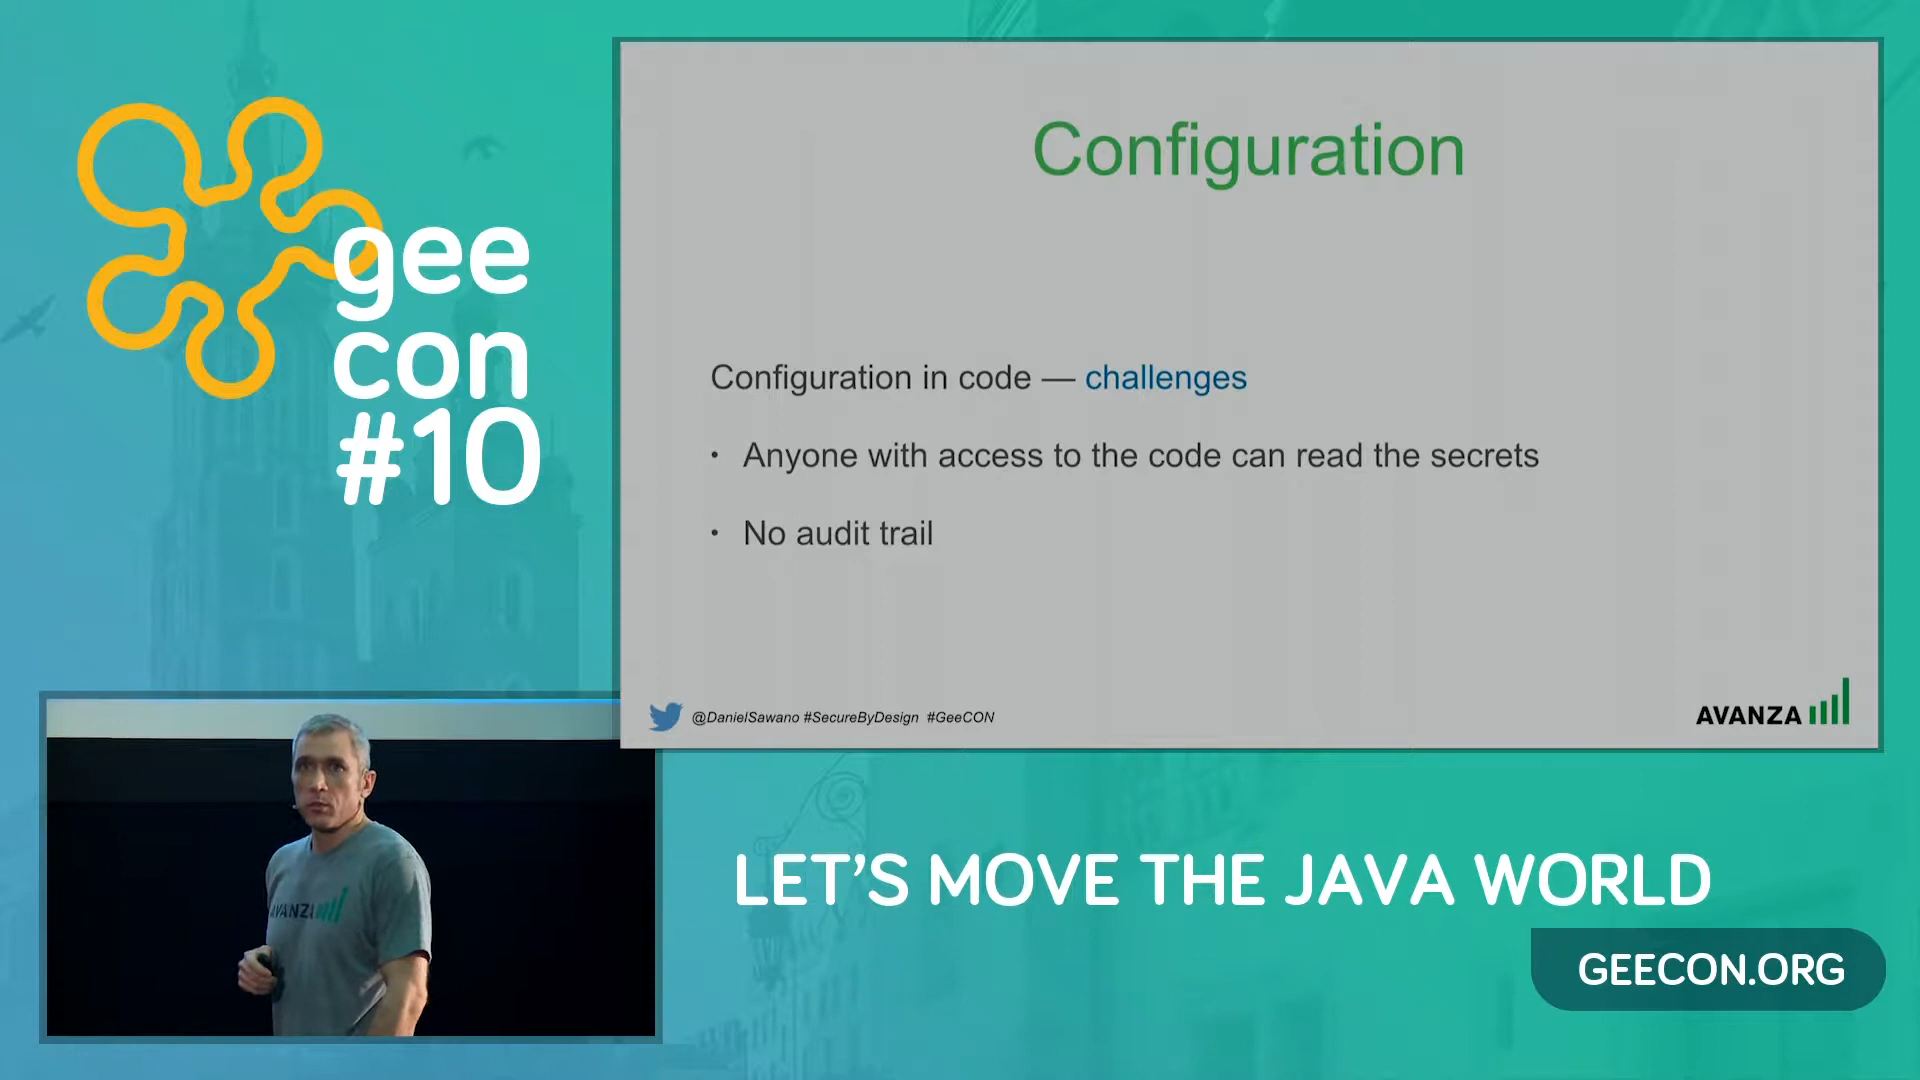 gee
con
#10
Configuration
Configuration in code — challenges
• Anyone with access to the code can read the secrets
• No audit trail
@DanielSawano #SecureByDesign #GeeCON
AVANZA
AVANZA
LET'S MOVE THE JAVA WORLD
GEECON.ORG